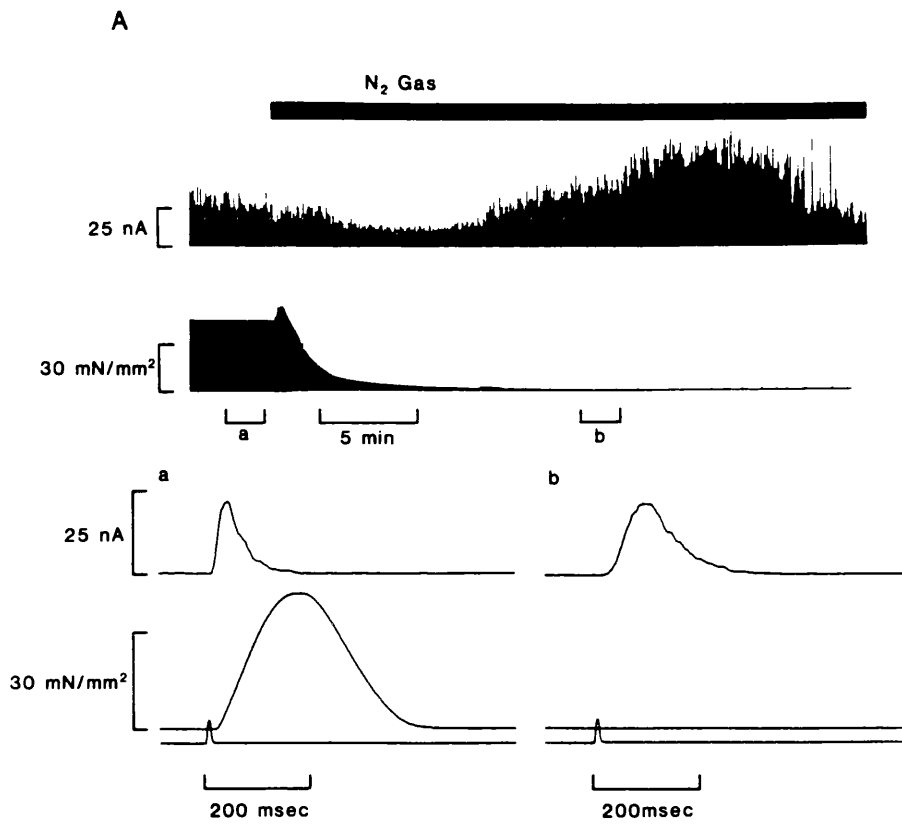 A
N₂ Gas
25 nA
30 mN/mm²
a
5 min
b
a
b
25 nA
30 mN/mm²
200 msec
200msec